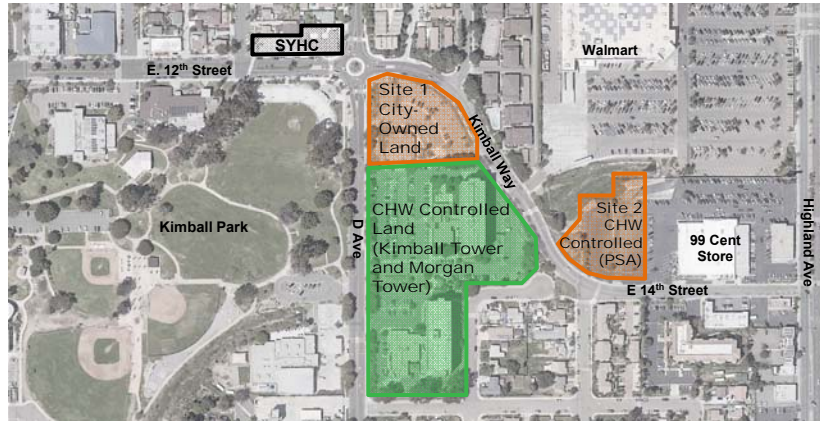 SYHC
E. 12th Street
Walmart
Site 1
City-
Owned
Land
Kimball Way
Kimball Park
D Ave
CHW Controlled
Land
(Kimball Tower
and Morgan
Tower)
Site 2
CHW
Controlled
(PSA)
99 Cent
Store
Highland Ave
E 14th Street